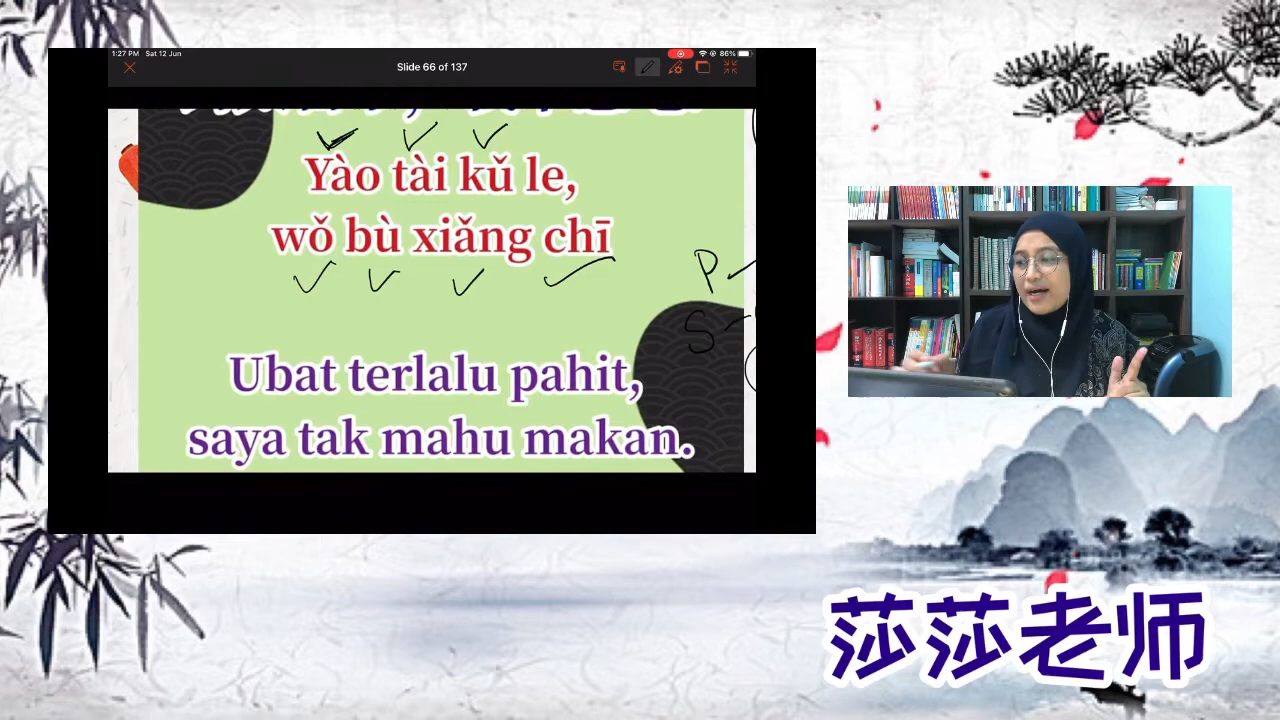 1:27 PM Sat 12 Jun
86%
Slide 66 of 137
Yào tài kǔ le,
wǒ bù xiǎng chī
P
S
Ubat terlalu pahit,
saya tak mahu makan.
莎莎老师